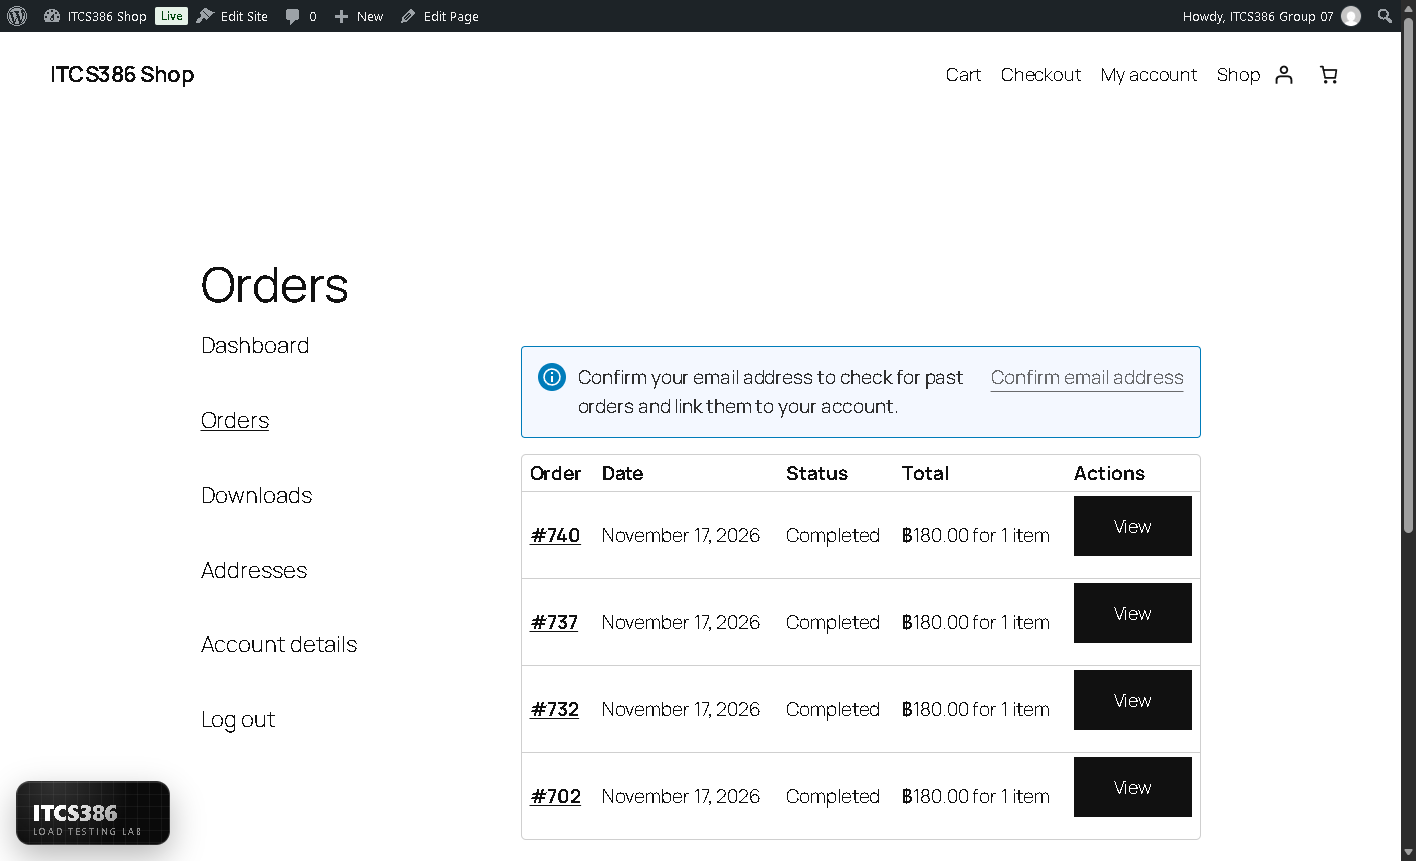 ITCS386 Shop Live Edit Site 0 New Edit Page Howdy, ITCS386 Group 07
ITCS386 Shop
Cart Checkout My account Shop
Orders
Dashboard
Orders
Downloads
Addresses
Account details
Log out
Confirm your email address to check for past
orders and link them to your account.
Confirm email address
Order Date Status Total Actions
#740 November 17, 2026 Completed ฿180.00 for 1 item View
#737 November 17, 2026 Completed ฿180.00 for 1 item View
#732 November 17, 2026 Completed ฿180.00 for 1 item View
#702 November 17, 2026 Completed ฿180.00 for 1 item View
ITCS386
LOAD TESTING LAB